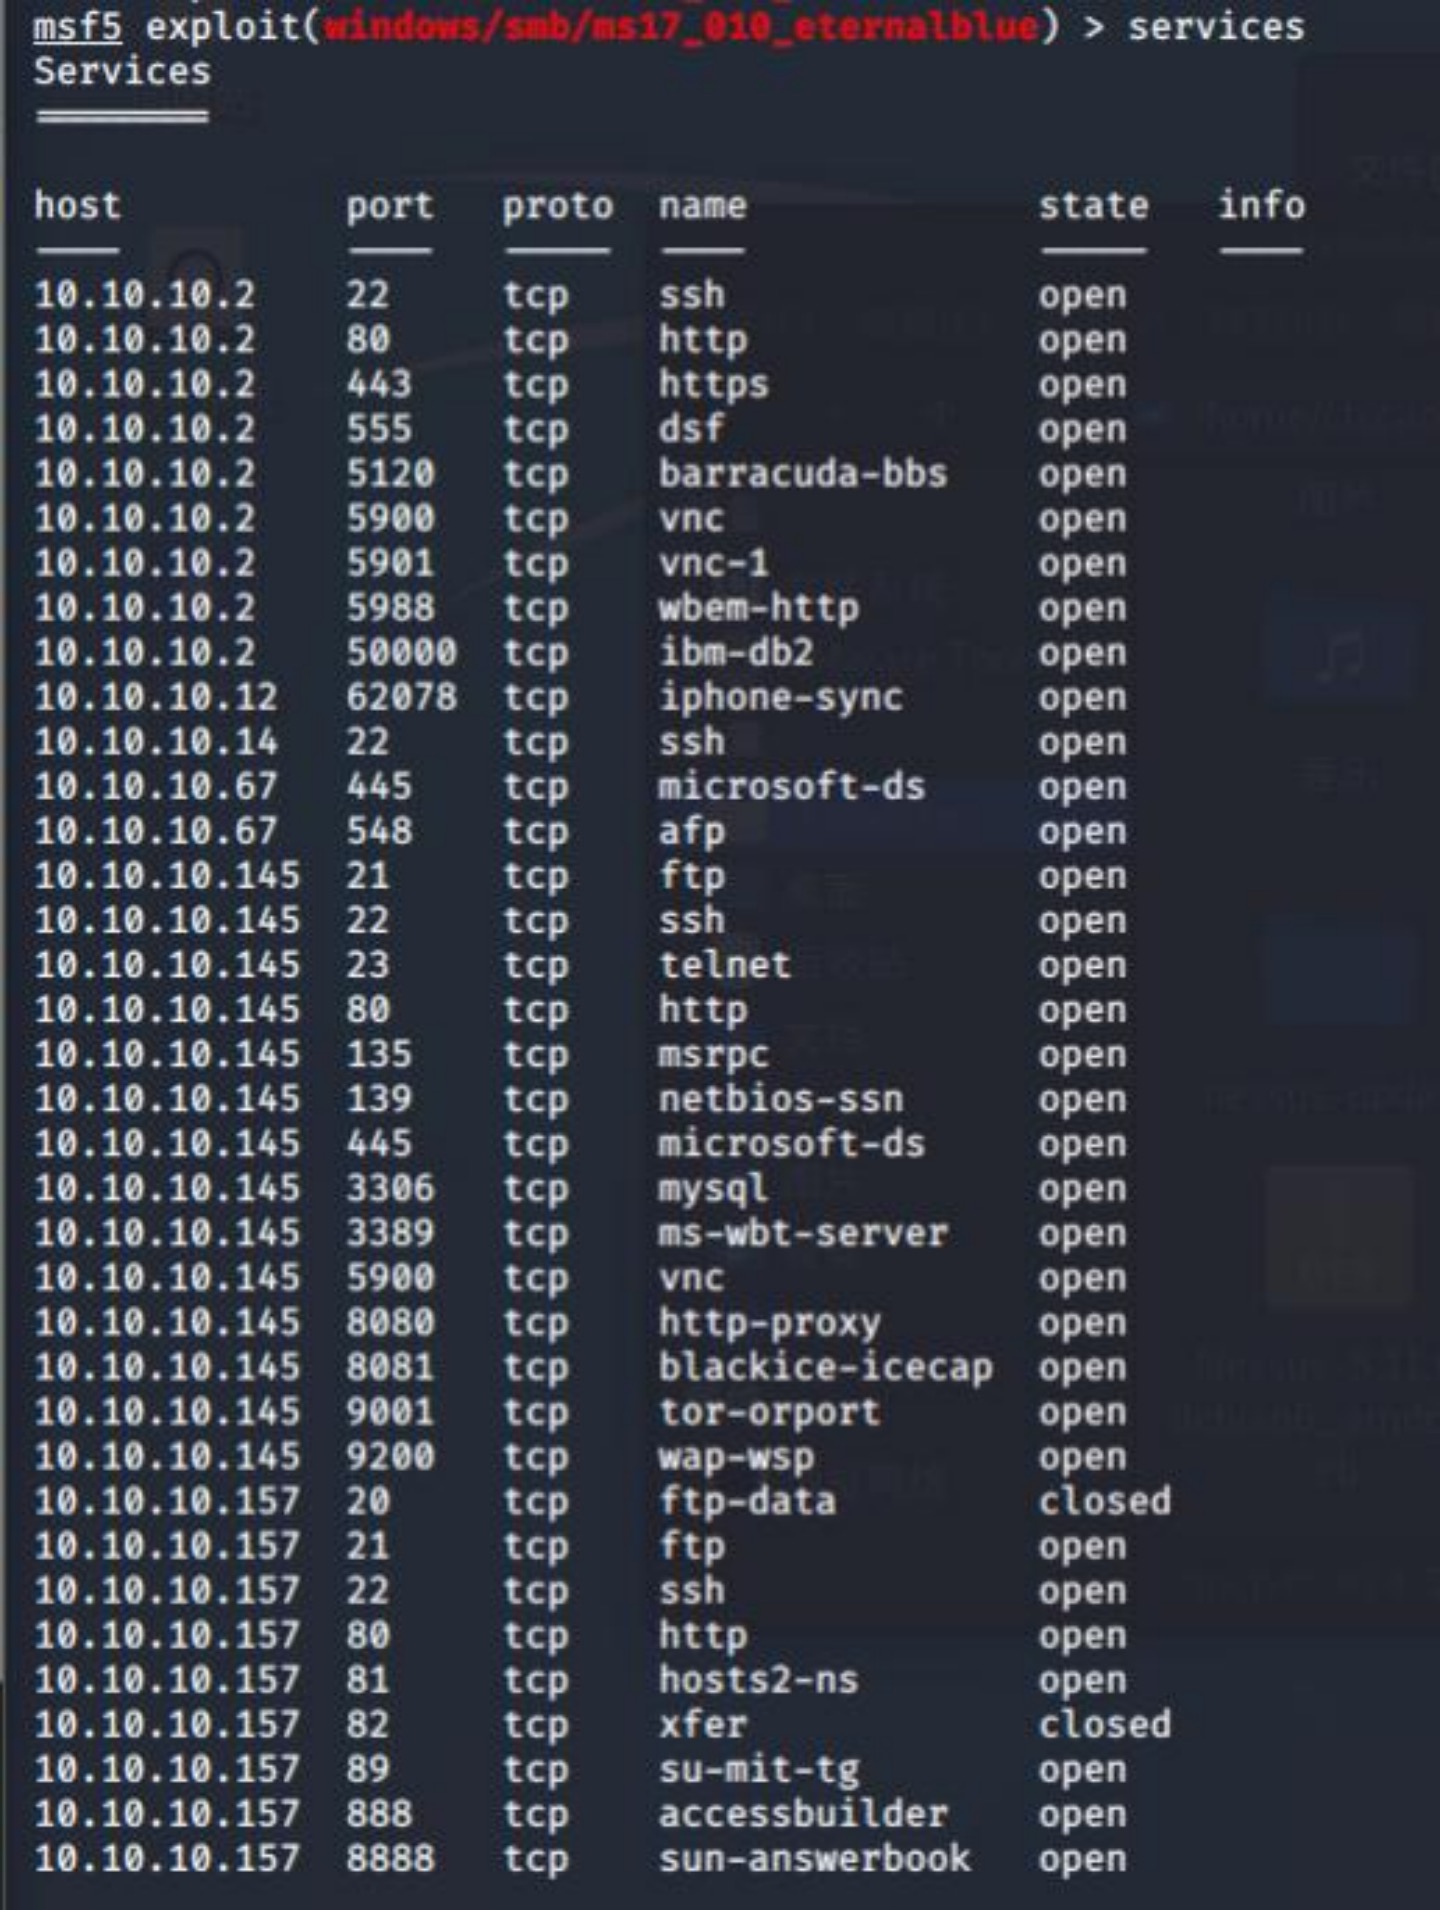 msf5 exploit(windows/smb/ms17_010_eternalblue) > services
Services
========
host port proto name state info
---- ---- ----- ---- ----- ----
10.10.10.2 22 tcp ssh open
10.10.10.2 80 tcp http open
10.10.10.2 443 tcp https open
10.10.10.2 555 tcp dsf open
10.10.10.2 5120 tcp barracuda-bbs open
10.10.10.2 5900 tcp vnc open
10.10.10.2 5901 tcp vnc-1 open
10.10.10.2 5988 tcp wbem-http open
10.10.10.2 50000 tcp ibm-db2 open
10.10.10.12 62078 tcp iphone-sync open
10.10.10.14 22 tcp ssh open
10.10.10.67 445 tcp microsoft-ds open
10.10.10.67 548 tcp afp open
10.10.10.145 21 tcp ftp open
10.10.10.145 22 tcp ssh open
10.10.10.145 23 tcp telnet open
10.10.10.145 80 tcp http open
10.10.10.145 135 tcp msrpc open
10.10.10.145 139 tcp netbios-ssn open
10.10.10.145 445 tcp microsoft-ds open
10.10.10.145 3306 tcp mysql open
10.10.10.145 3389 tcp ms-wbt-server open
10.10.10.145 5900 tcp vnc open
10.10.10.145 8080 tcp http-proxy open
10.10.10.145 8081 tcp blackice-icecap open
10.10.10.145 9001 tcp tor-orport open
10.10.10.145 9200 tcp wap-wsp open
10.10.10.157 20 tcp ftp-data closed
10.10.10.157 21 tcp ftp open
10.10.10.157 22 tcp ssh open
10.10.10.157 80 tcp http open
10.10.10.157 81 tcp hosts2-ns open
10.10.10.157 82 tcp xfer closed
10.10.10.157 89 tcp su-mit-tg open
10.10.10.157 888 tcp accessbuilder open
10.10.10.157 8888 tcp sun-answerbook open